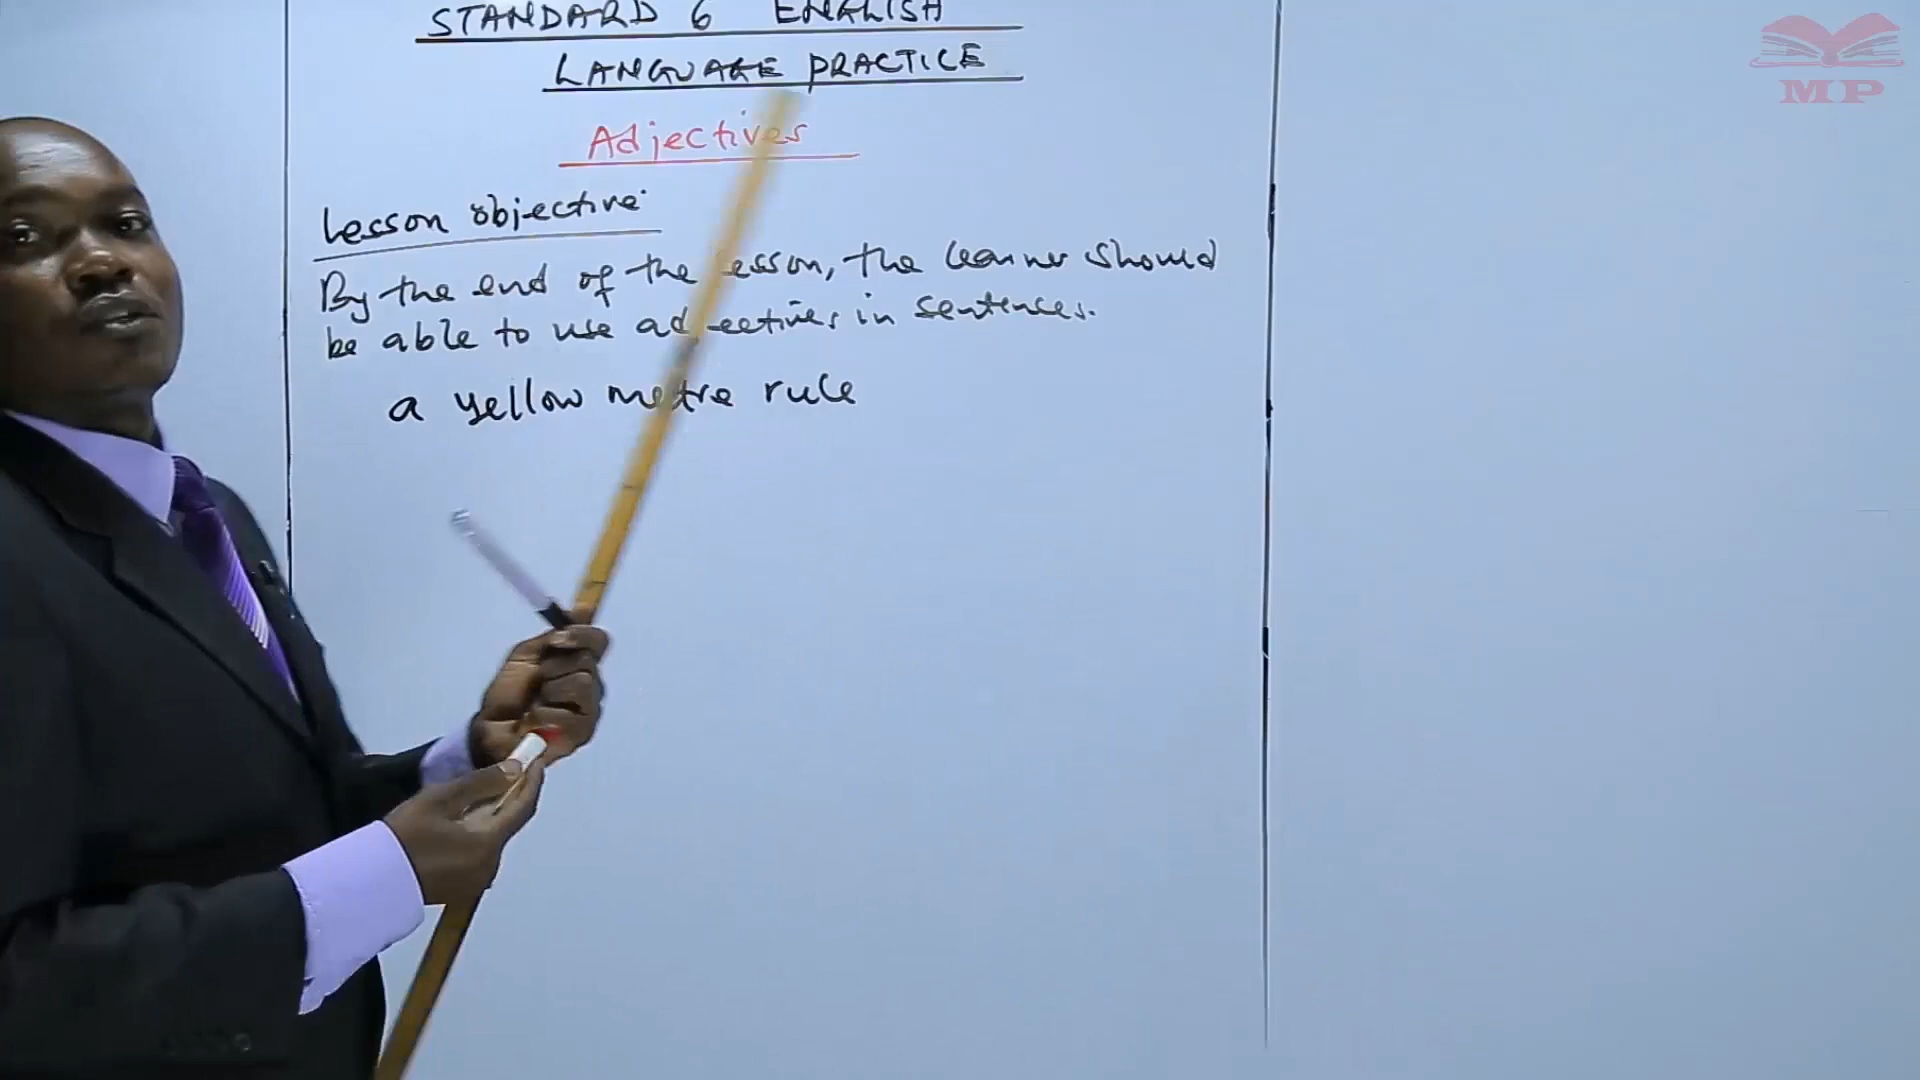 STANDARD 6 ENGLISH
LANGUAGE PRACTICE
Adjectives
Lesson objective
By the end of the lesson, the learner should
be able to use adjectives in sentences.
a yellow metre rule
MP